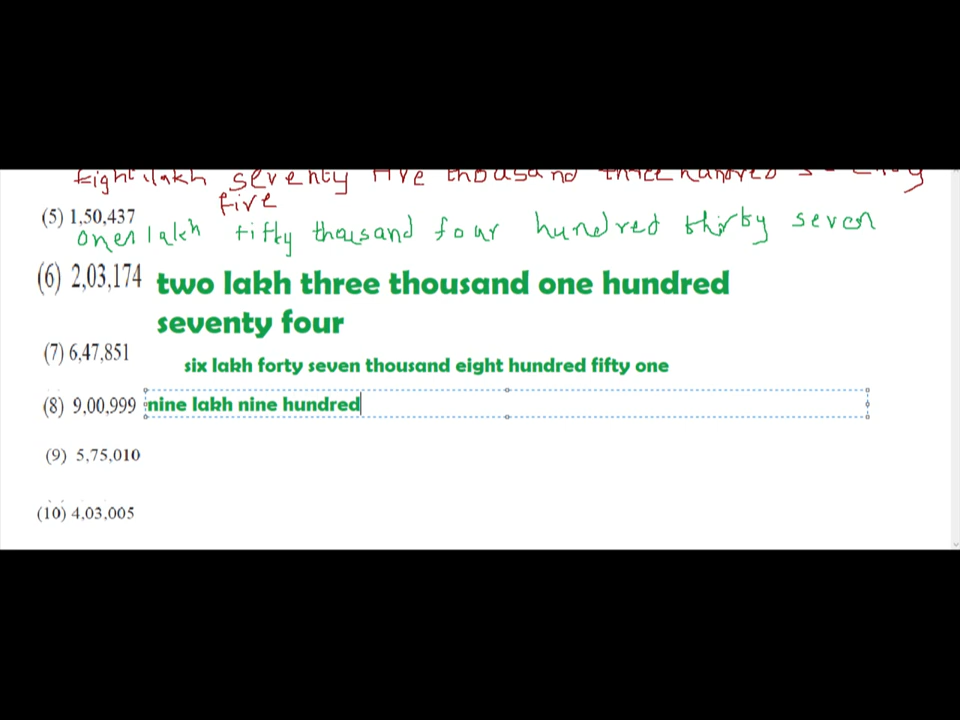 Eight lakh seventy five thousand three hundred
five
(5) 1,50,437
one lakh fifty thousand four hundred thirty seven
(6) 2,03,174 two lakh three thousand one hundred
seventy four
(7) 6,47,851
six lakh forty seven thousand eight hundred fifty one
(8) 9,00,999 nine lakh nine hundred
(9) 5,75,010
(10) 4,03,005